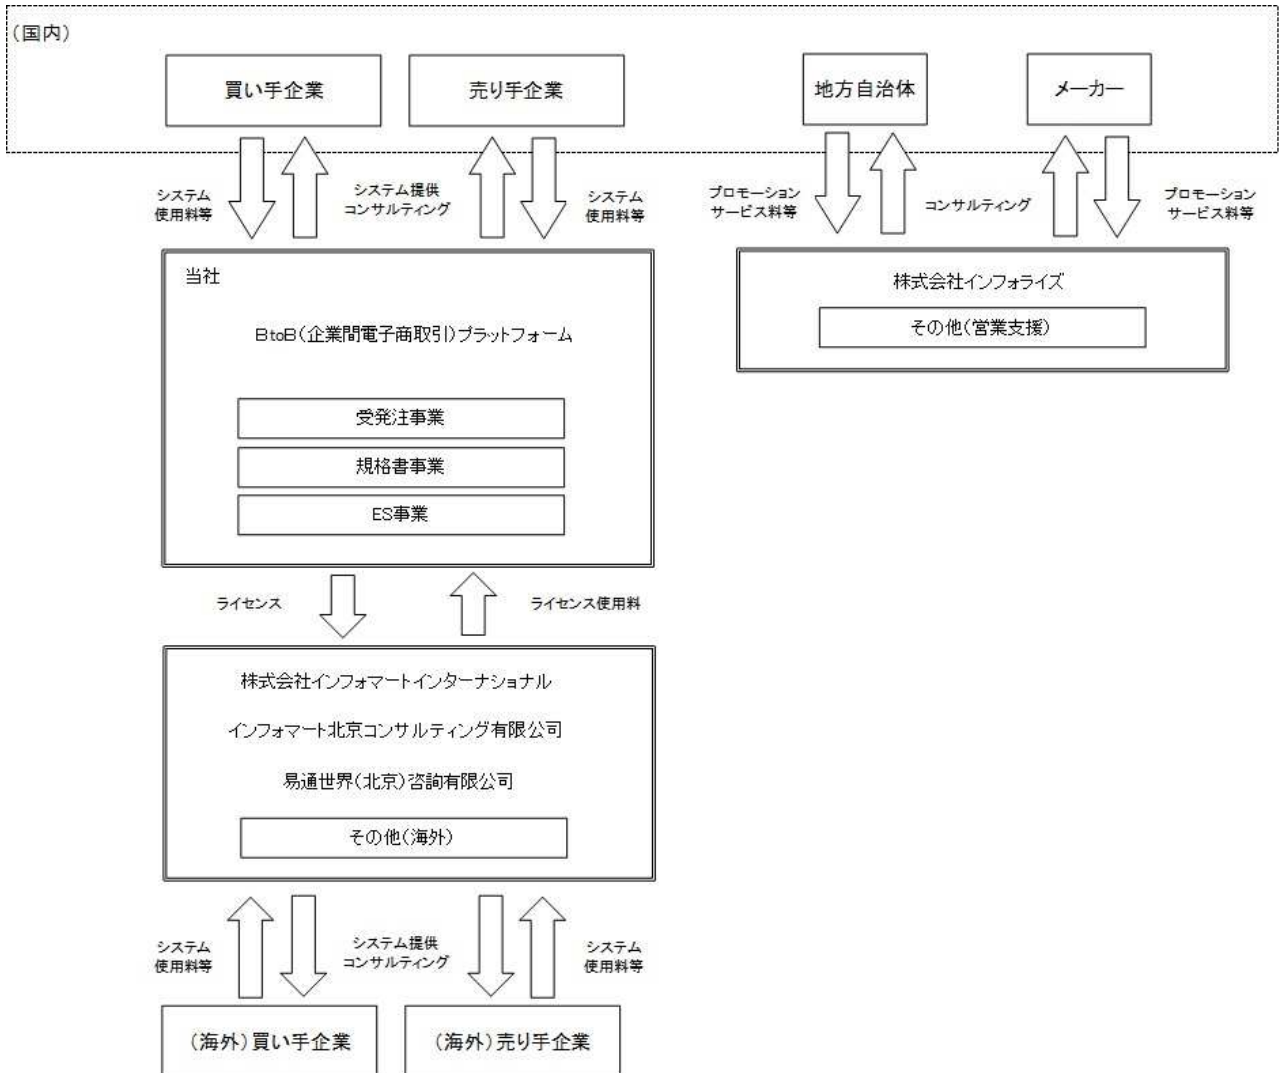 (国内)
買い手企業
売り手企業
地方自治体
メーカー
システム
使用料等
システム提供
コンサルティング
システム
使用料等
プロモーション
サービス料等
コンサルティング
プロモーション
サービス料等
当社
BtoB(企業間電子商取引)プラットフォーム
受発注事業
規格書事業
ES事業
株式会社インフォライズ
その他(営業支援)
ライセンス
ライセンス使用料
株式会社インフォマートインターナショナル
インフォマート北京コンサルティング有限公司
易通世界(北京)咨詢有限公司
その他(海外)
システム
使用料等
システム提供
コンサルティング
システム
使用料等
(海外)買い手企業
(海外)売り手企業